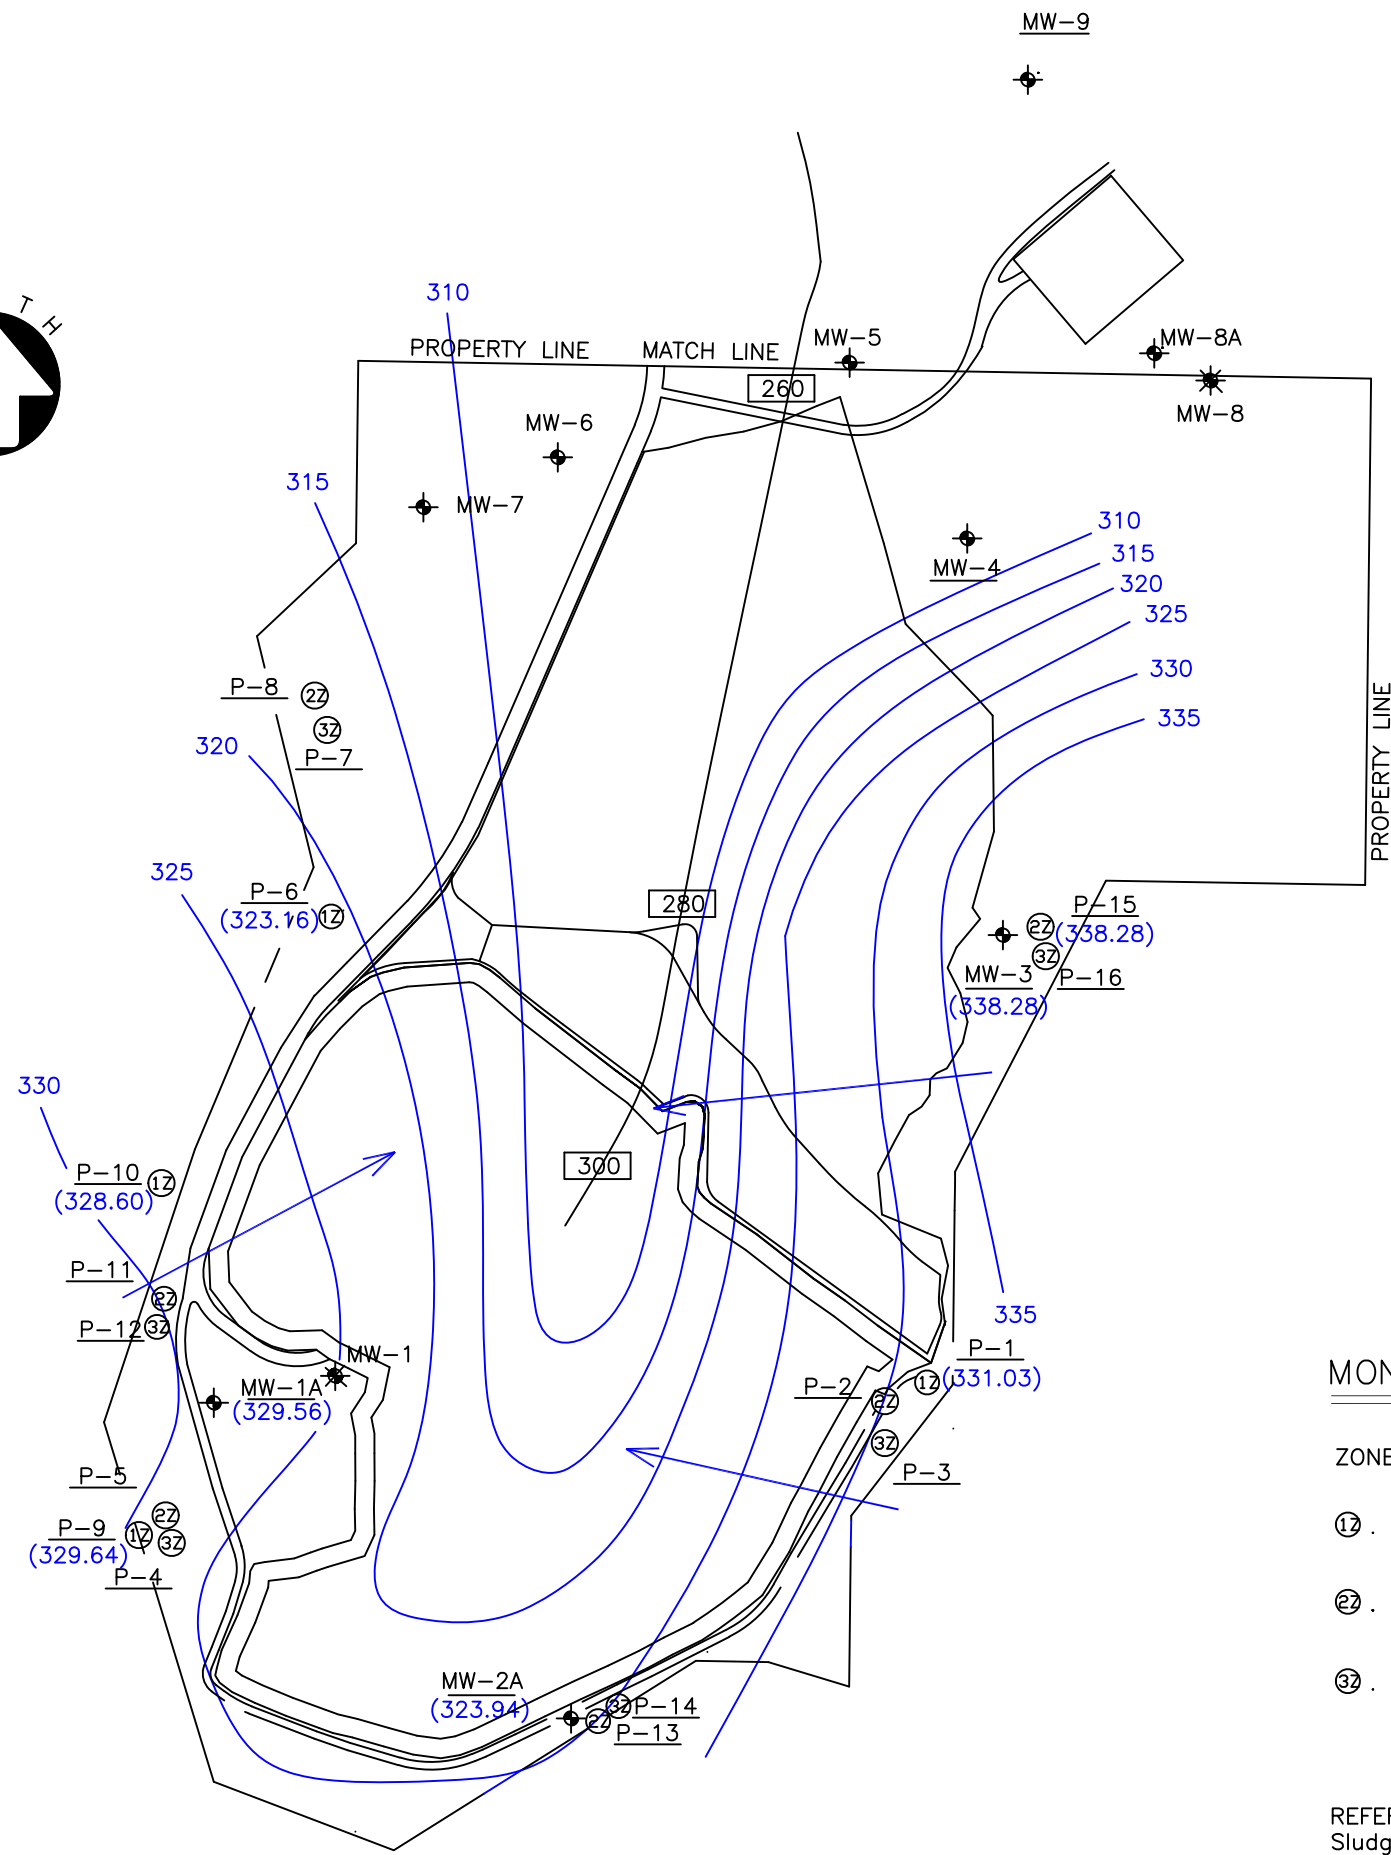 MW-9
T H
310
PROPERTY LINE
MATCH LINE
MW-5
MW-8A
260
MW-8
MW-6
315
MW-7
310
MW-4
315
320
325
330
335
P-8
2Z
3Z
P-7
320
PROPERTY LINE
325
P-6
(323.16)
1Z
280
P-15
2Z
(338.28)
3Z
MW-3
P-16
(338.28)
330
P-10
1Z
(328.60)
300
P-11
2Z
P-12
3Z
335
MW-1
P-1
1Z
(331.03)
MON
MW-1A
(329.56)
P-2
2Z
3Z
P-3
ZONE
P-5
2Z
P-9
1Z
3Z
(329.64)
P-4
1Z .
2Z .
3Z .
MW-2A
(323.94)
3Z
P-14
2Z
P-13
REFE
Sludg